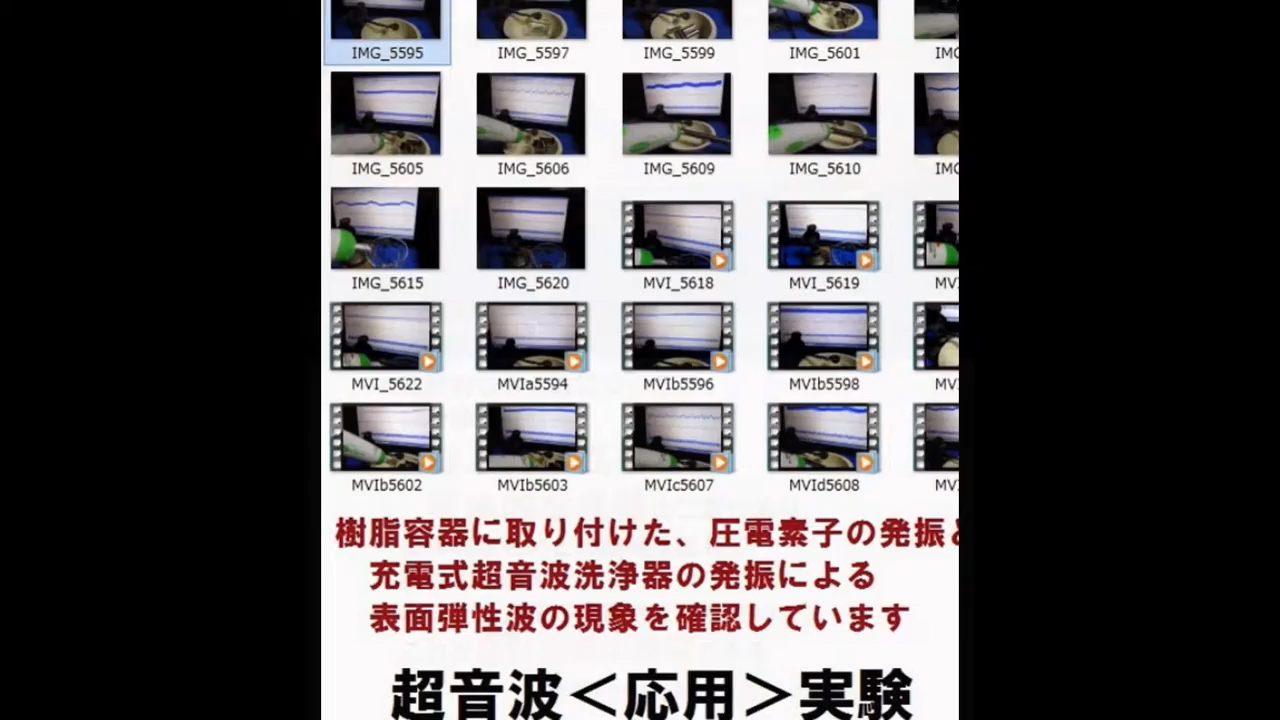 IMG_5595 IMG_5597 IMG_5599 IMG_5601
IMG_5605 IMG_5606 IMG_5609 IMG_5610
IMG_5615 IMG_5620 MVI_5618 MVI_5619
MVI_5622 MVIa5594 MVIb5596 MVIb5598
MVIb5602 MVIb5603 MVIc5607 MVId5608
樹脂容器に取り付けた、圧電素子の発振と
充電式超音波洗浄器の発振による
表面弾性波の現象を確認しています
超音波＜応用＞実験